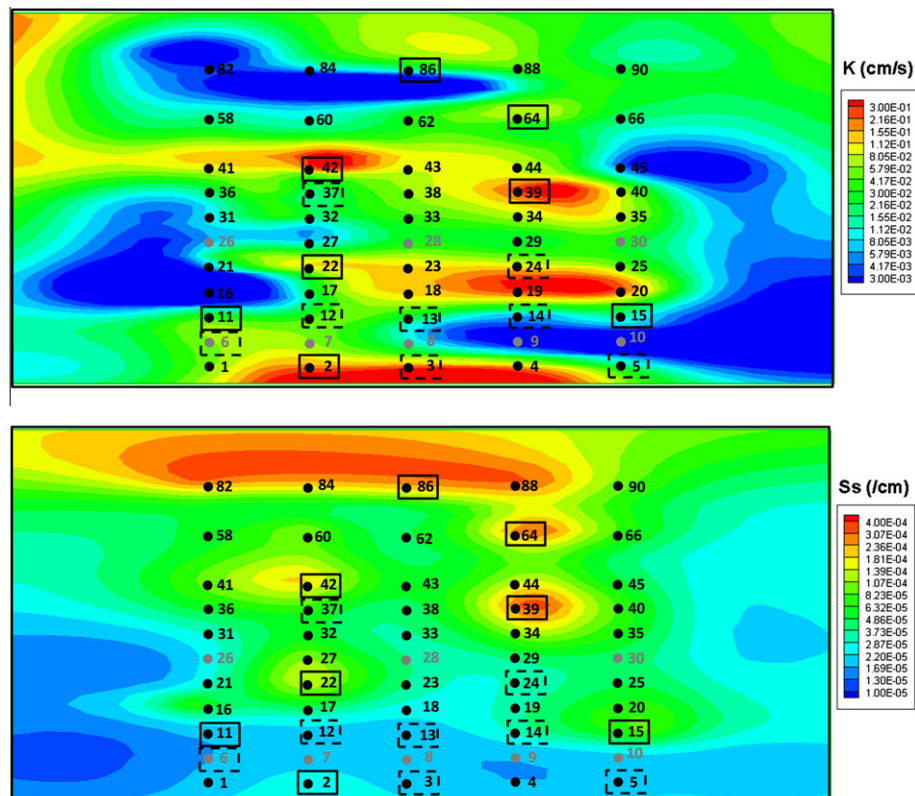 K (cm/s)
82 84 86 88 90
3.00E-01
2.16E-01
1.55E-01
1.12E-01
8.05E-02
5.79E-02
4.17E-02
3.00E-02
2.16E-02
1.55E-02
1.12E-02
8.05E-03
5.79E-03
4.17E-03
3.00E-03
58 60 62 64 66
41 42 43 44 45
36 37 38 39 40
31 32 33 34 35
26 27 28 29 30
21 22 23 24 25
16 17 18 19 20
11 12 13 14 15
6 7 8 9 10
1 2 3 4 5
Ss (/cm)
82 84 86 88 90
4.00E-04
3.07E-04
2.36E-04
1.81E-04
1.39E-04
1.07E-04
8.23E-05
6.32E-05
4.86E-05
3.73E-05
2.87E-05
2.20E-05
1.69E-05
1.30E-05
1.00E-05
58 60 62 64 66
41 42 43 44 45
36 37 38 39 40
31 32 33 34 35
26 27 28 29 30
21 22 23 24 25
16 17 18 19 20
11 12 13 14 15
6 7 8 9 10
1 2 3 4 5